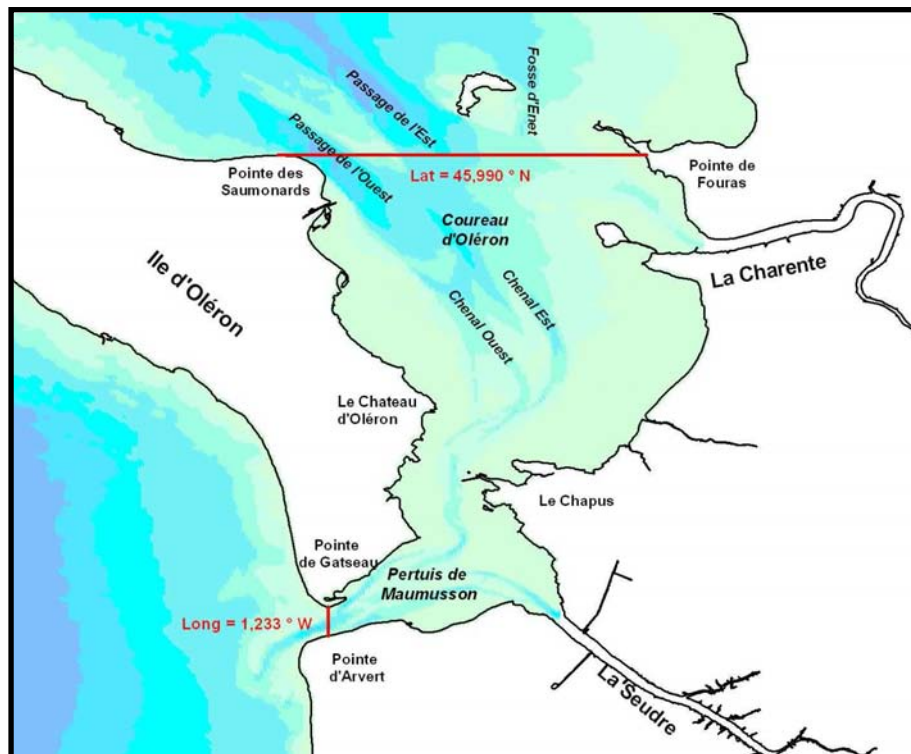 Fosse d'Enet
Passage de l'Est
Passage de l'Ouest
Pointe des
Saumonards
Lat = 45,990 ° N
Pointe de
Fouras
Coureau
d'Oléron
La Charente
Ile d'Oléron
Chenal Est
Chenal Ouest
Le Chateau
d'Oléron
Le Chapus
Pointe
de Gatseau
Pertuis de
Maumusson
Long = 1,233 ° W
Pointe
d'Arvert
La Seudre